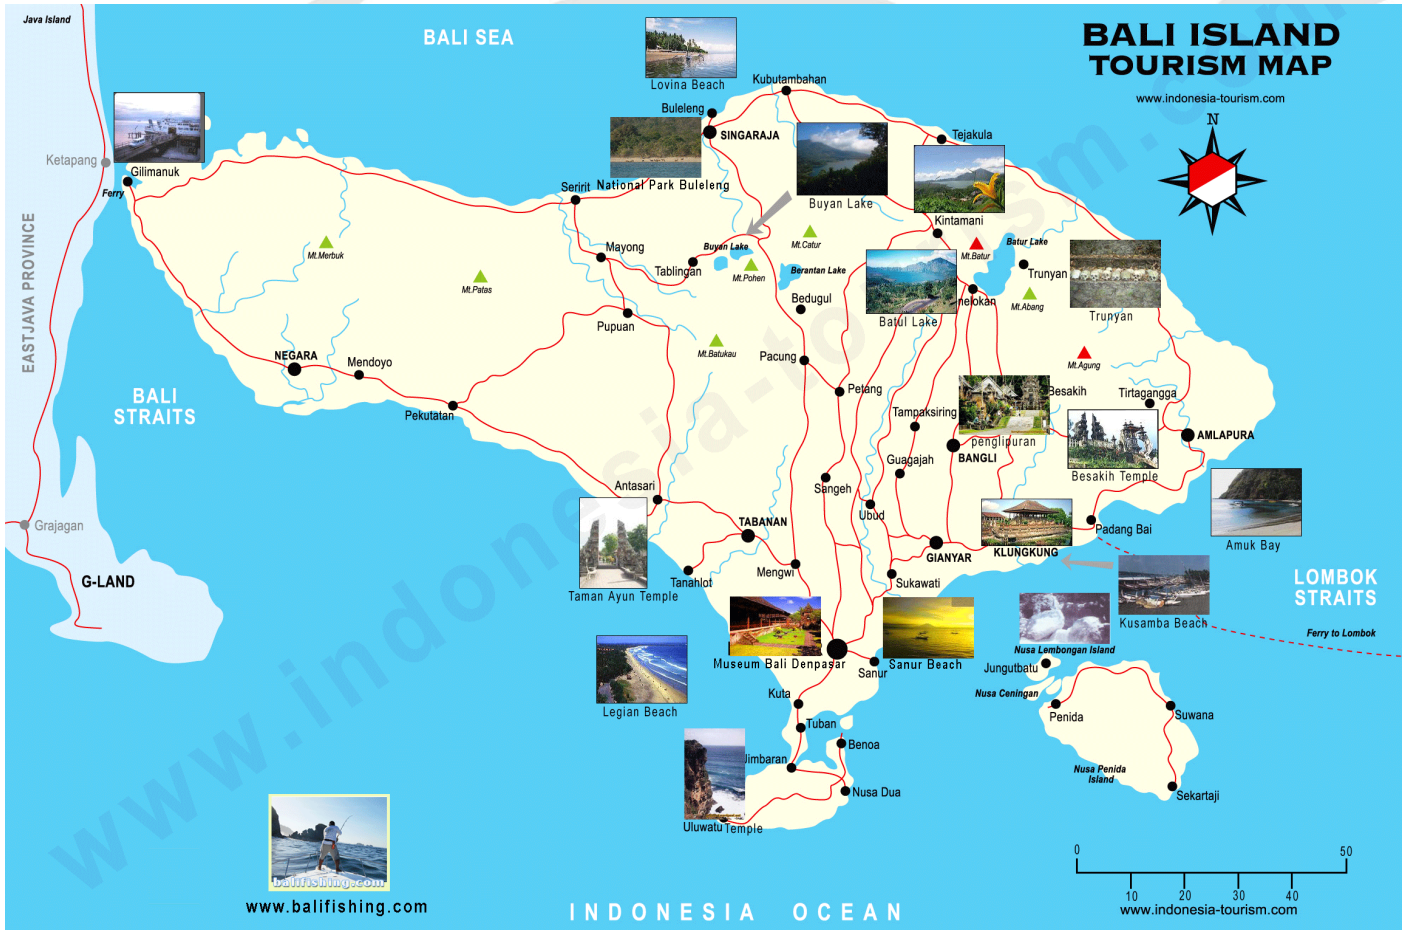 Java Island
BALI SEA
BALI ISLAND
TOURISM MAP
www.indonesia-tourism.com
N
Lovina Beach
Kubutambahan
Buleleng
SINGARAJA
Tejakula
Ketapang
Gilimanuk
Ferry
Seririt
National Park Buleleng
Buyan Lake
Kintamani
EASTJAVA PROVINCE
Mt.Merbuk
Mayong
Buyan Lake
Mt.Catur
Mt.Batur
Batur Lake
Tablingan
Mt.Pohen
Berantan Lake
Trunyan
Mt.Patas
Bedugul
nelokan
Mt.Abang
Trunyan
Pupuan
Batul Lake
Mt.Batukau
NEGARA
Mendoyo
Pacung
Mt.Agung
BALI
STRAITS
Petang
Besakih
Tirtagangga
Pekutatan
Tampaksiring
penglipuran
AMLAPURA
Guagajah
BANGLI
Besakih Temple
Antasari
Sangeh
Ubud
Grajagan
TABANAN
Padang Bai
Amuk Bay
GIANYAR
KLUNGKUNG
G-LAND
Tanahlot
Mengwi
Sukawati
LOMBOK
STRAITS
Taman Ayun Temple
Kusamba Beach
Ferry to Lombok
Museum Bali Denpasar
Sanur Beach
Sanur
Nusa Lembongan Island
Jungutbatu
Nusa Ceningan
Legian Beach
Kuta
Penida
Suwana
Tuban
Benoa
Jimbaran
Nusa Penida
Island
Nusa Dua
Sekartaji
Uluwatu Temple
balifishing.com
www.balifishing.com
0 50
10 20 30 40
www.indonesia-tourism.com
INDONESIA OCEAN
www.indonesia-tourism.com